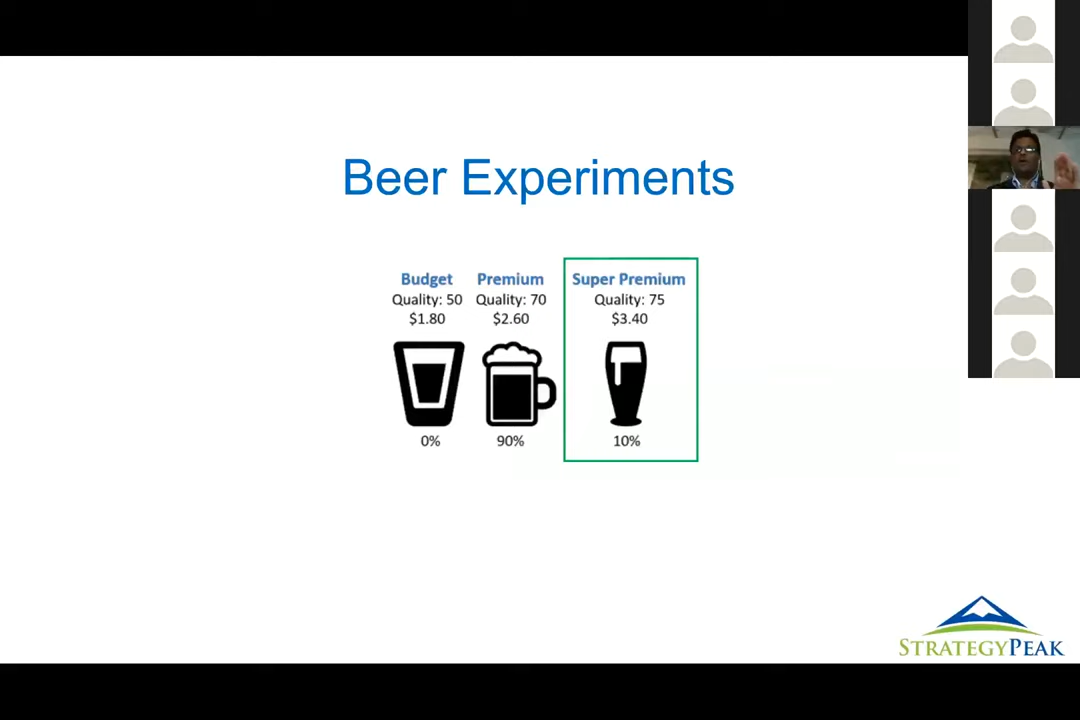 Beer Experiments
Budget Premium Super Premium
Quality: 50 Quality: 70 Quality: 75
$1.80 $2.60 $3.40
0% 90% 10%
STRATEGYPEAK